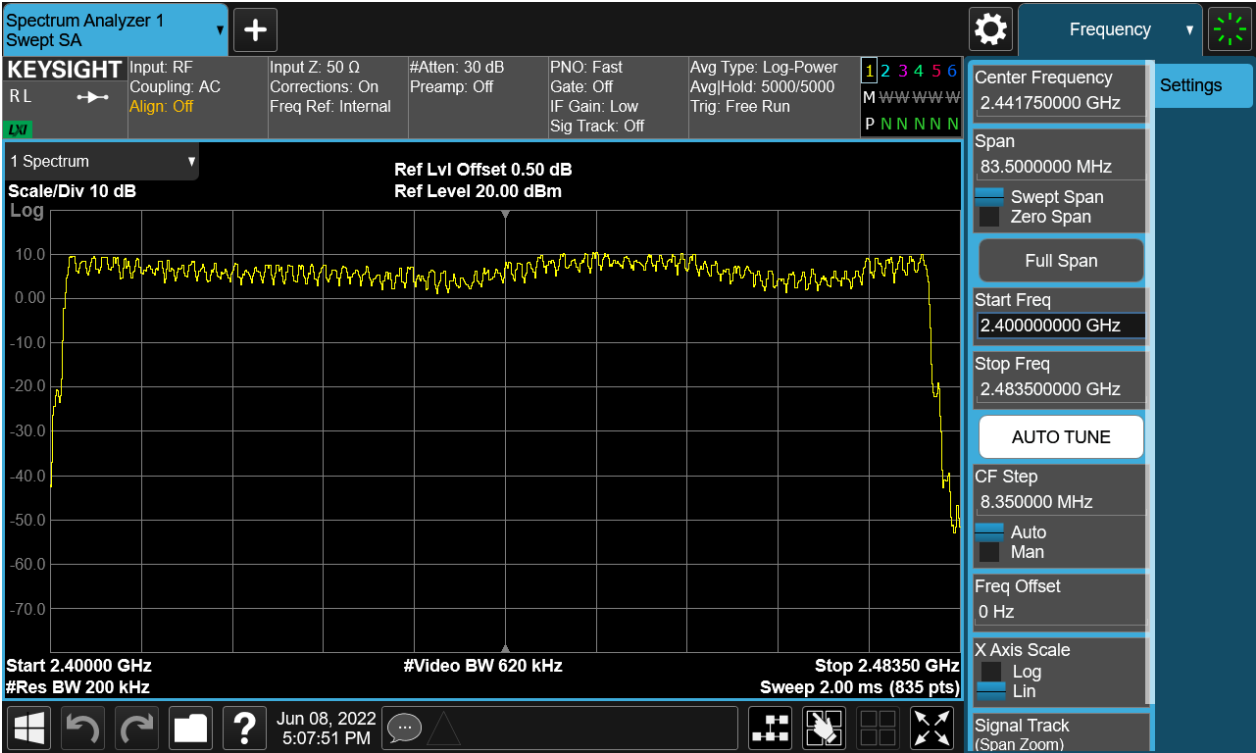 Spectrum Analyzer 1
Swept SA
Frequency
KEYSIGHT
R L
LXI
Input: RF
Coupling: AC
Align: Off
Input Z: 50 Ω
Corrections: On
Freq Ref: Internal
#Atten: 30 dB
Preamp: Off
PNO: Fast
Gate: Off
IF Gain: Low
Sig Track: Off
Avg Type: Log-Power
Avg|Hold: 5000/5000
Trig: Free Run
1 2 3 4 5 6
M W W W W W
P N N N N N
1 Spectrum
Scale/Div 10 dB
Log
Ref Lvl Offset 0.50 dB
Ref Level 20.00 dBm
10.0
0.00
-10.0
-20.0
-30.0
-40.0
-50.0
-60.0
-70.0
Start 2.40000 GHz
#Video BW 620 kHz
Stop 2.48350 GHz
#Res BW 200 kHz
Sweep 2.00 ms (835 pts)
Jun 08, 2022
5:07:51 PM
Settings
Center Frequency
2.441750000 GHz
Span
83.5000000 MHz
Swept Span
Zero Span
Full Span
Start Freq
2.400000000 GHz
Stop Freq
2.483500000 GHz
AUTO TUNE
CF Step
8.350000 MHz
Auto
Man
Freq Offset
0 Hz
X Axis Scale
Log
Lin
Signal Track
(Span Zoom)